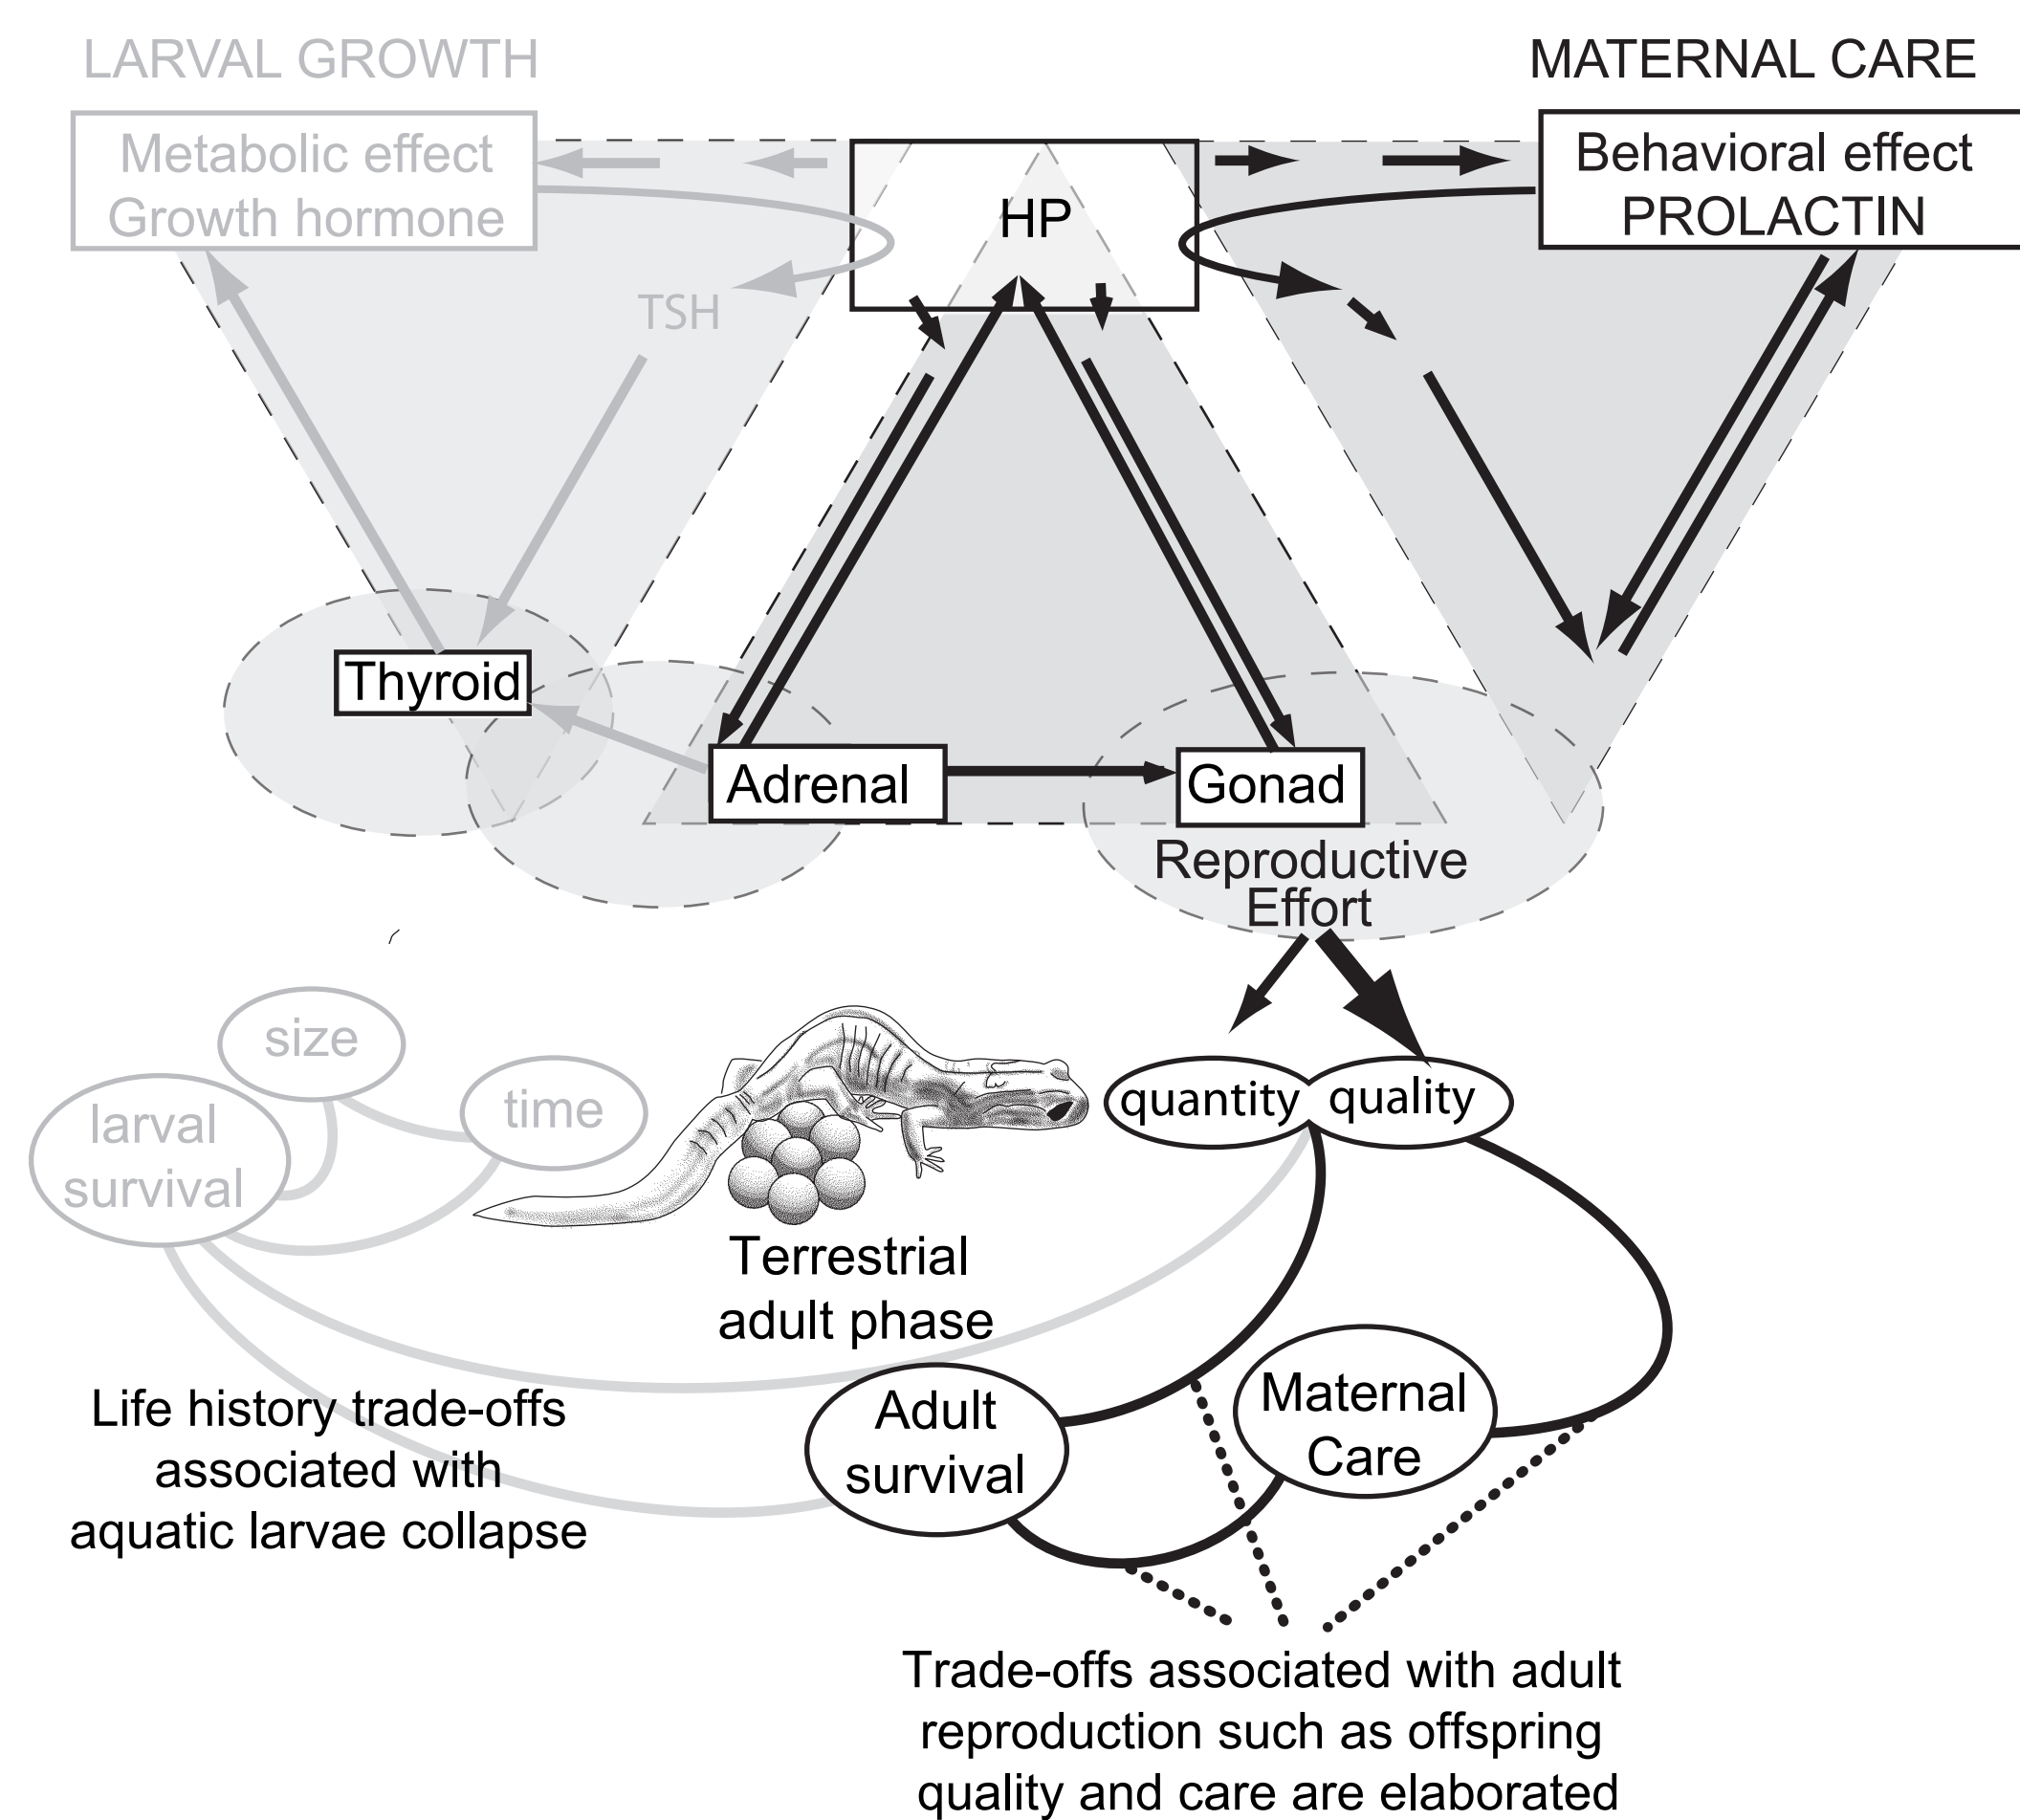 LARVAL GROWTH
MATERNAL CARE
Metabolic effect
Growth hormone
HP
Behavioral effect
PROLACTIN
TSH
Thyroid
Adrenal
Gonad
Reproductive
Effort
size
time
larval
survival
quantity
quality
Terrestrial
adult phase
Life history trade-offs
associated with
aquatic larvae collapse
Adult
survival
Maternal
Care
Trade-offs associated with adult
reproduction such as offspring
quality and care are elaborated